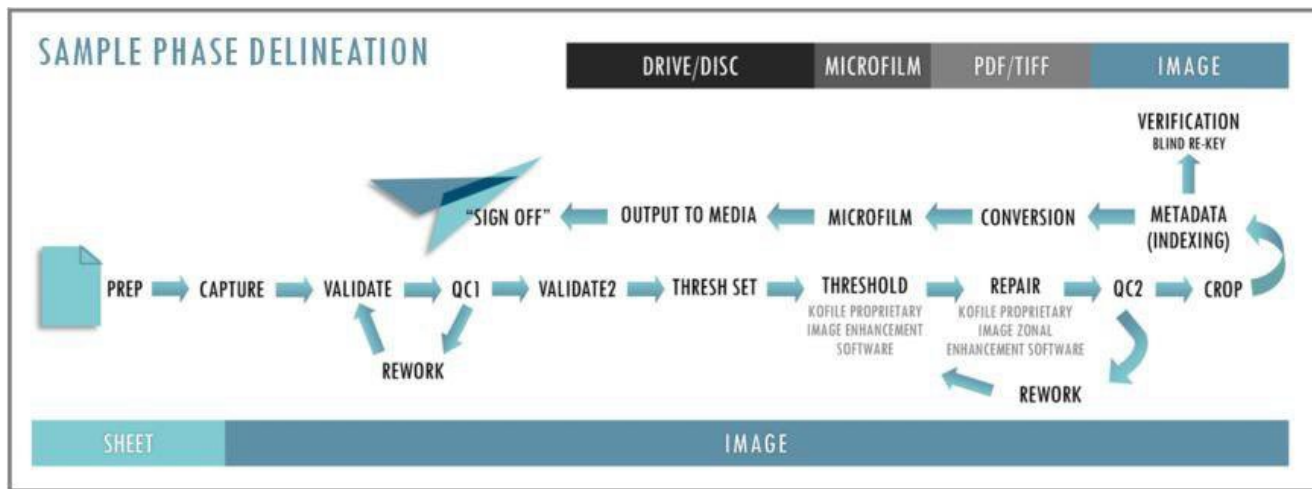 SAMPLE PHASE DELINEATION
DRIVE/DISC MICROFILM PDF/TIFF IMAGE
VERIFICATION
BLIND RE-KEY
"SIGN OFF" OUTPUT TO MEDIA MICROFILM CONVERSION METADATA
(INDEXING)
PREP CAPTURE VALIDATE QC1 VALIDATE2 THRESH SET THRESHOLD REPAIR QC2 CROP
KOFILE PROPRIETARY
IMAGE ENHANCEMENT
SOFTWARE
KOFILE PROPRIETARY
IMAGE ZONAL
ENHANCEMENT SOFTWARE
REWORK
REWORK
SHEET IMAGE